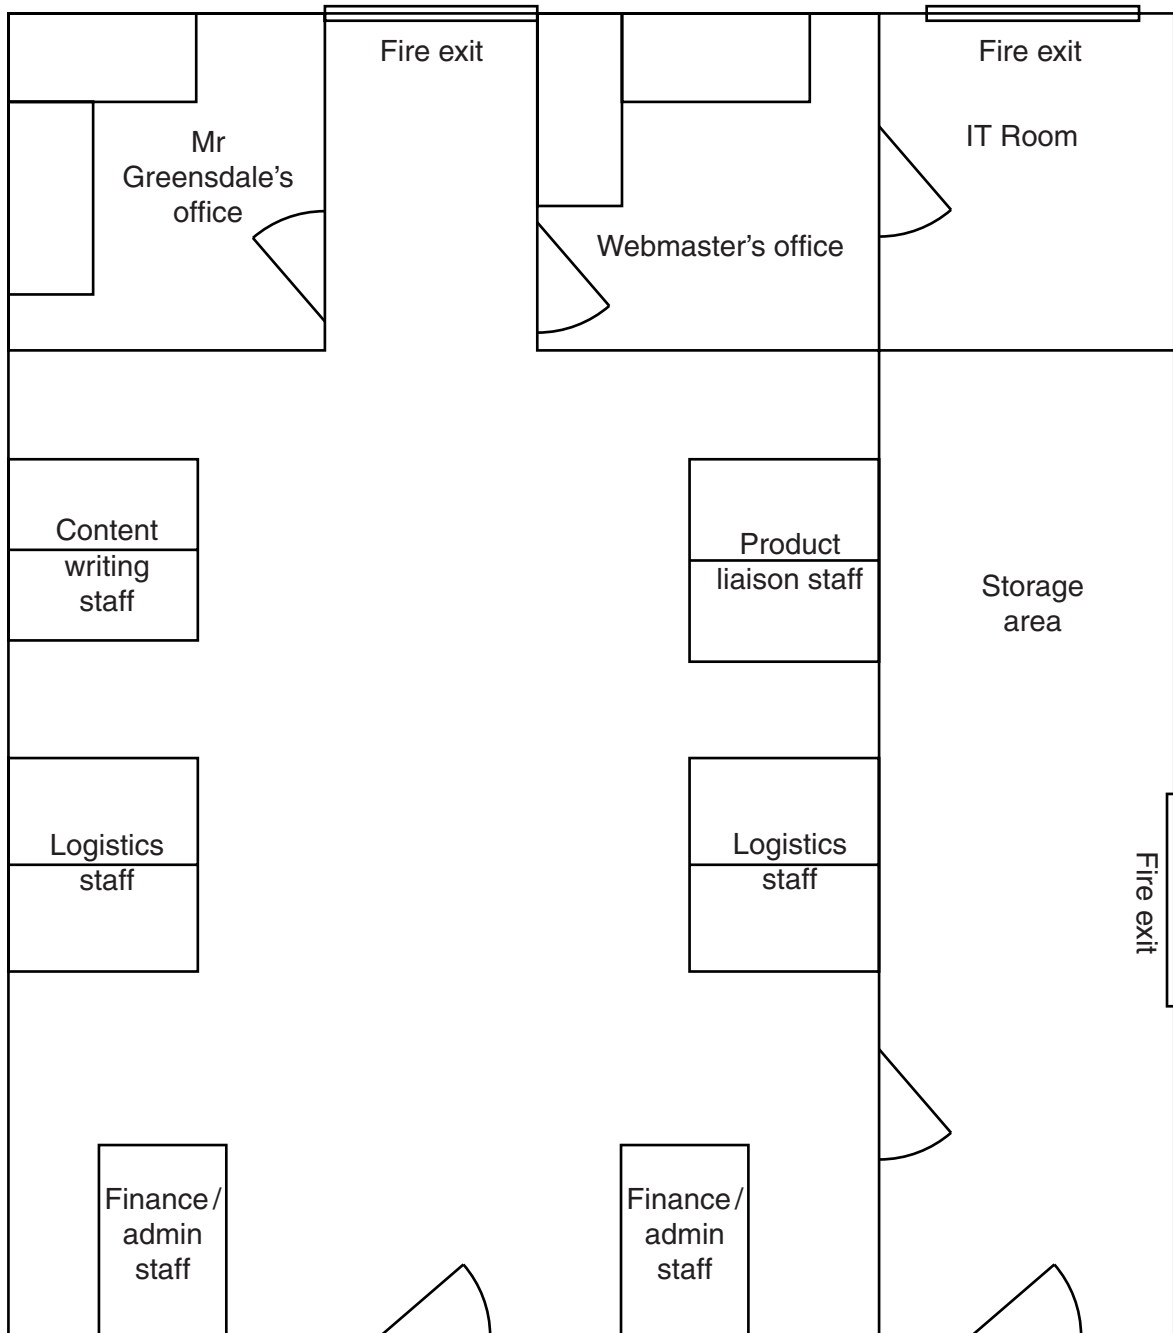 Fire exit
Fire exit
Mr
Greensdale’s
office
IT Room
Webmaster’s office
Content
writing
staff
Product
liaison staff
Storage
area
Logistics
staff
Logistics
staff
Fire exit
Finance/
admin
staff
Finance/
admin
staff